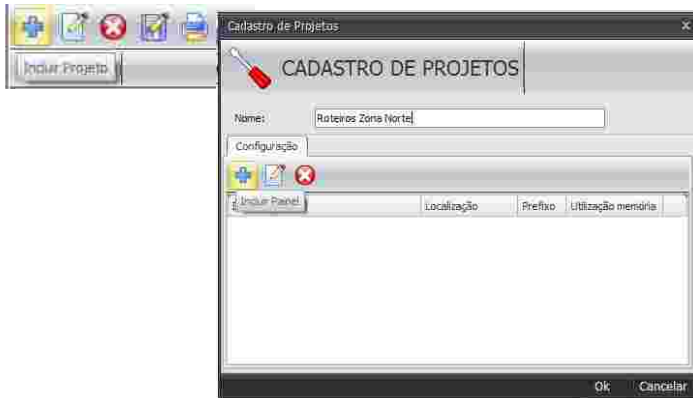 Incluir Projeto
Cadastro de Projetos
x
CADASTRO DE PROJETOS
Nome: Roteiros Zona Norte
Configuração
Incluir Painel
Localização Prefixo Utilização memória
Ok Cancelar